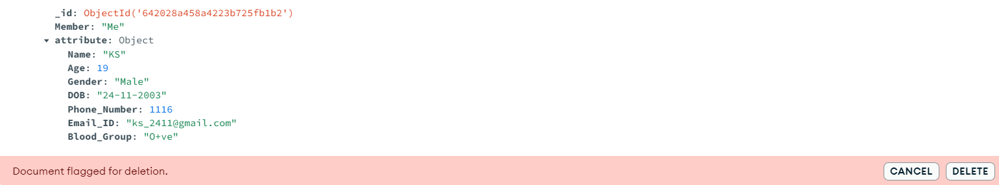 _id: ObjectId('642028a458a4223b725fb1b2')
Member: "Me"
attribute: Object
Name: "KS"
Age: 19
Gender: "Male"
DOB: "24-11-2003"
Phone_Number: 1116
Email_ID: "ks_2411@gmail.com"
Blood_Group: "O+ve"
Document flagged for deletion. CANCEL DELETE